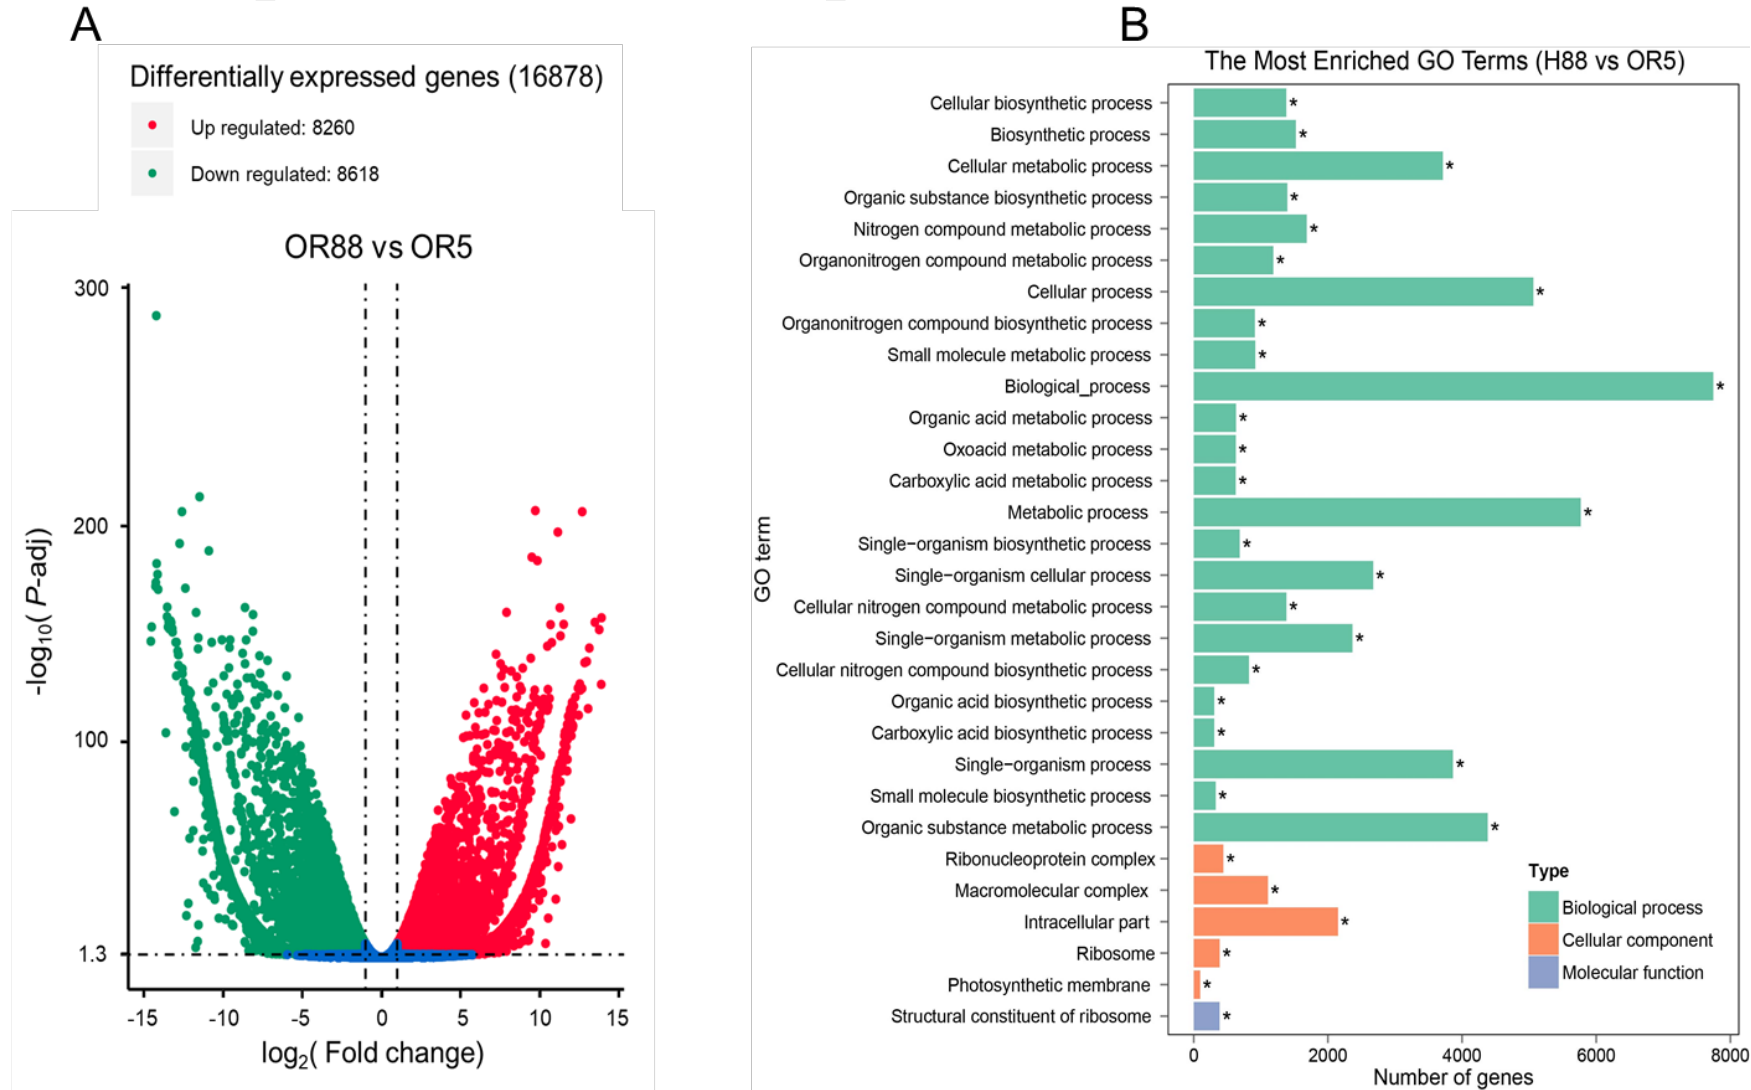 A
Differentially expressed genes (16878)
Up regulated: 8260
Down regulated: 8618
OR88 vs OR5
300
200
100
1.3
-log10( P-adj)
-15 -10 -5 0 5 10 15
log2( Fold change)
B
The Most Enriched GO Terms (H88 vs OR5)
Cellular biosynthetic process *
Biosynthetic process *
Cellular metabolic process *
Organic substance biosynthetic process *
Nitrogen compound metabolic process *
Organonitrogen compound metabolic process *
Cellular process *
Organonitrogen compound biosynthetic process *
Small molecule metabolic process *
Biological_process *
Organic acid metabolic process *
Oxoacid metabolic process *
Carboxylic acid metabolic process *
Metabolic process *
Single−organism biosynthetic process *
Single−organism cellular process *
Cellular nitrogen compound metabolic process *
Single−organism metabolic process *
Cellular nitrogen compound biosynthetic process *
Organic acid biosynthetic process *
Carboxylic acid biosynthetic process *
Single−organism process *
Small molecule biosynthetic process *
Organic substance metabolic process *
Ribonucleoprotein complex *
Macromolecular complex *
Intracellular part *
Ribosome *
Photosynthetic membrane *
Structural constituent of ribosome *
GO term
Type
Biological process
Cellular component
Molecular function
0 2000 4000 6000 8000
Number of genes